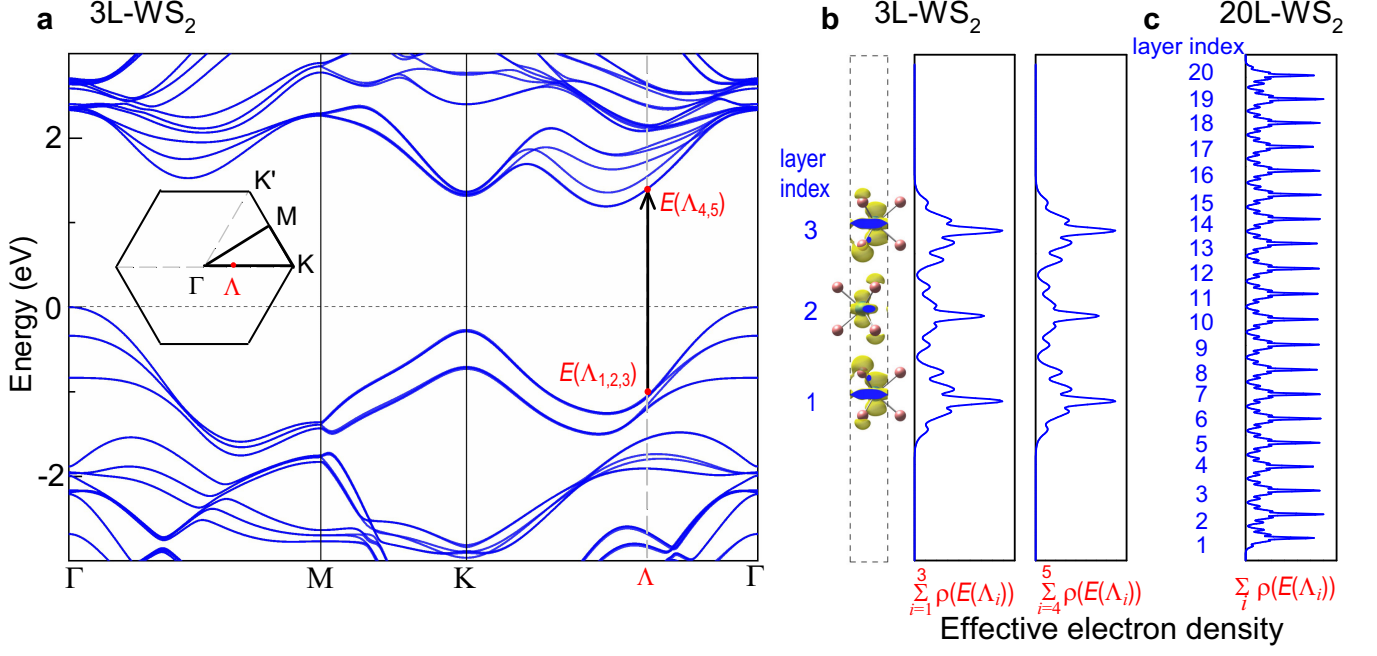 a
3L-WS2
Energy (eV)
2
0
-2
K'
M
K
Γ
Λ
E(Λ4,5)
E(Λ1,2,3)
Γ
M
K
Λ
Γ
b
3L-WS2
layer
index
3
2
1
3
Σ ρ(E(Λi))
i=1
5
Σ ρ(E(Λi))
i=4
c
20L-WS2
layer index
20
19
18
17
16
15
14
13
12
11
10
9
8
7
6
5
4
3
2
1
Σ ρ(E(Λi))
i
Effective electron density